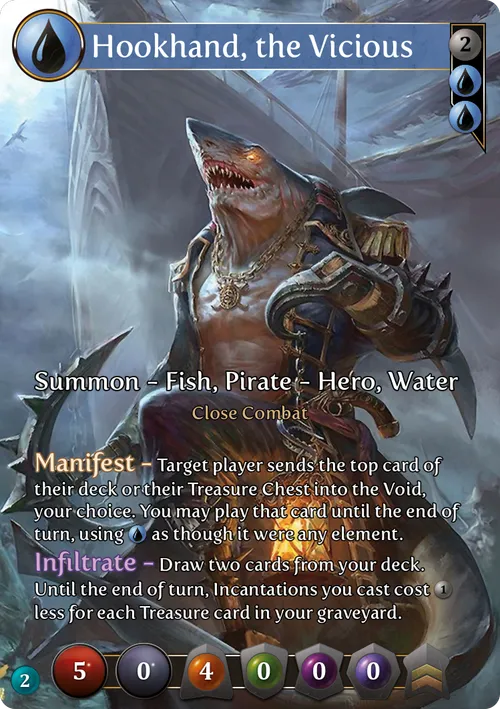 Hookhand, the Vicious
2
Summon – Fish, Pirate – Hero, Water
Close Combat
Manifest – Target player sends the top card of
their deck or their Treasure Chest into the Void,
your choice. You may play that card until the end of
turn, using as though it were any element.
Infiltrate – Draw two cards from your deck.
Until the end of turn, Incantations you cast cost 1
less for each Treasure card in your graveyard.
2 5* 0* 4 0 0 0